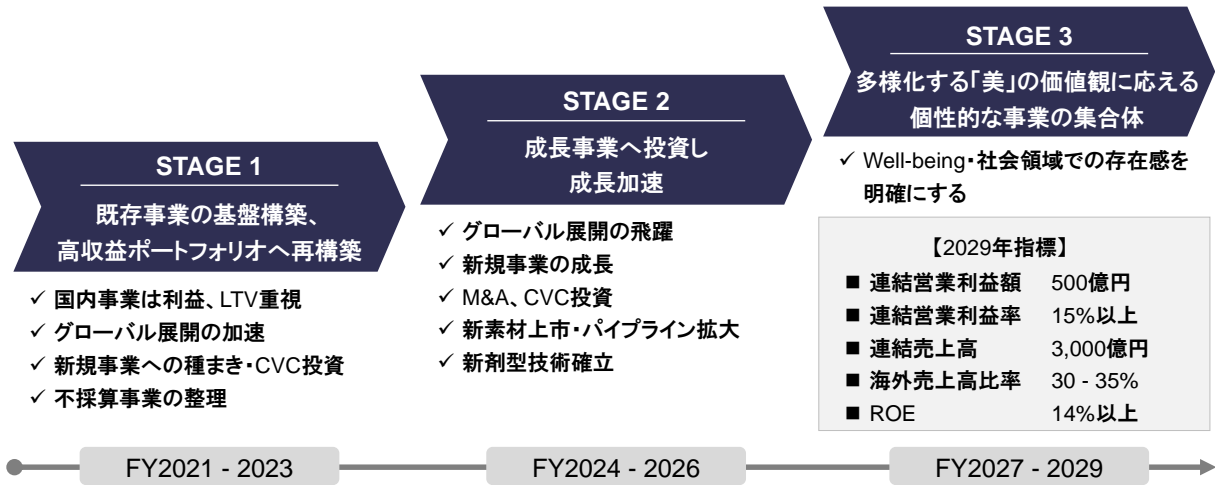 STAGE 1
既存事業の基盤構築、
高収益ポートフォリオへ再構築
✓ 国内事業は利益、LTV重視
✓ グローバル展開の加速
✓ 新規事業への種まき・CVC投資
✓ 不採算事業の整理
FY2021 - 2023
STAGE 2
成長事業へ投資し
成長加速
✓ グローバル展開の飛躍
✓ 新規事業の成長
✓ M&A、CVC投資
✓ 新素材上市・パイプライン拡大
✓ 新剤型技術確立
FY2024 - 2026
STAGE 3
多様化する「美」の価値観に応える
個性的な事業の集合体
✓ Well-being・社会領域での存在感を
明確にする
【2029年指標】
■ 連結営業利益額 500億円
■ 連結営業利益率 15%以上
■ 連結売上高 3,000億円
■ 海外売上高比率 30 - 35%
■ ROE 14%以上
FY2027 - 2029